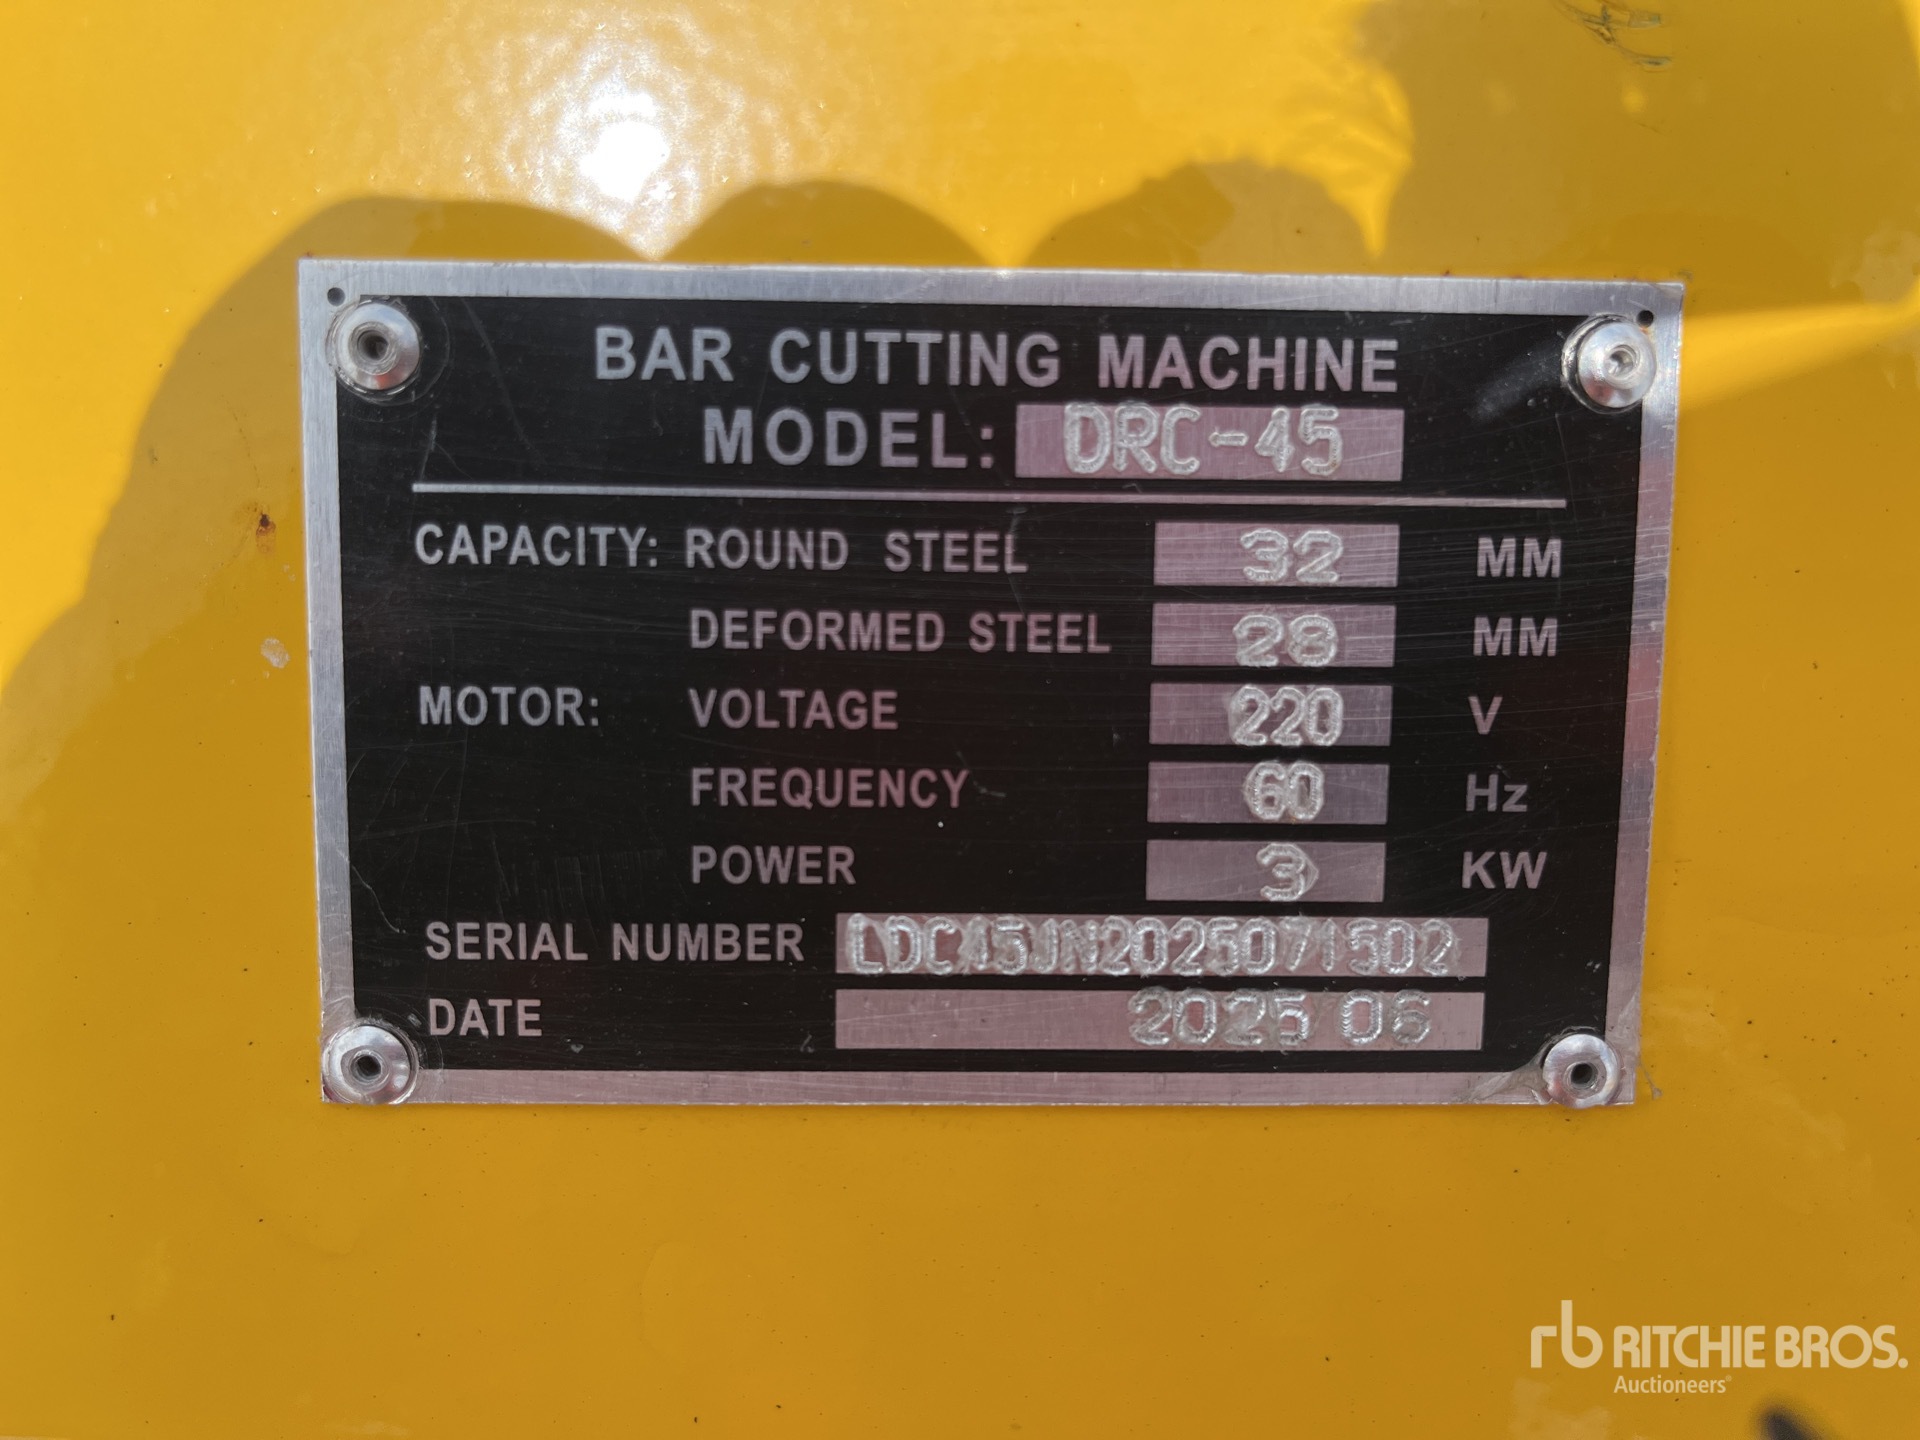 BAR CUTTING MACHINE
MODEL: DRC-45
CAPACITY: ROUND STEEL 32 MM
DEFORMED STEEL 28 MM
MOTOR: VOLTAGE 220 V
FREQUENCY 60 Hz
POWER 3 KW
SERIAL NUMBER LDC45JN2025071502
DATE 2025 06
rb RITCHIE BROS.
Auctioneers